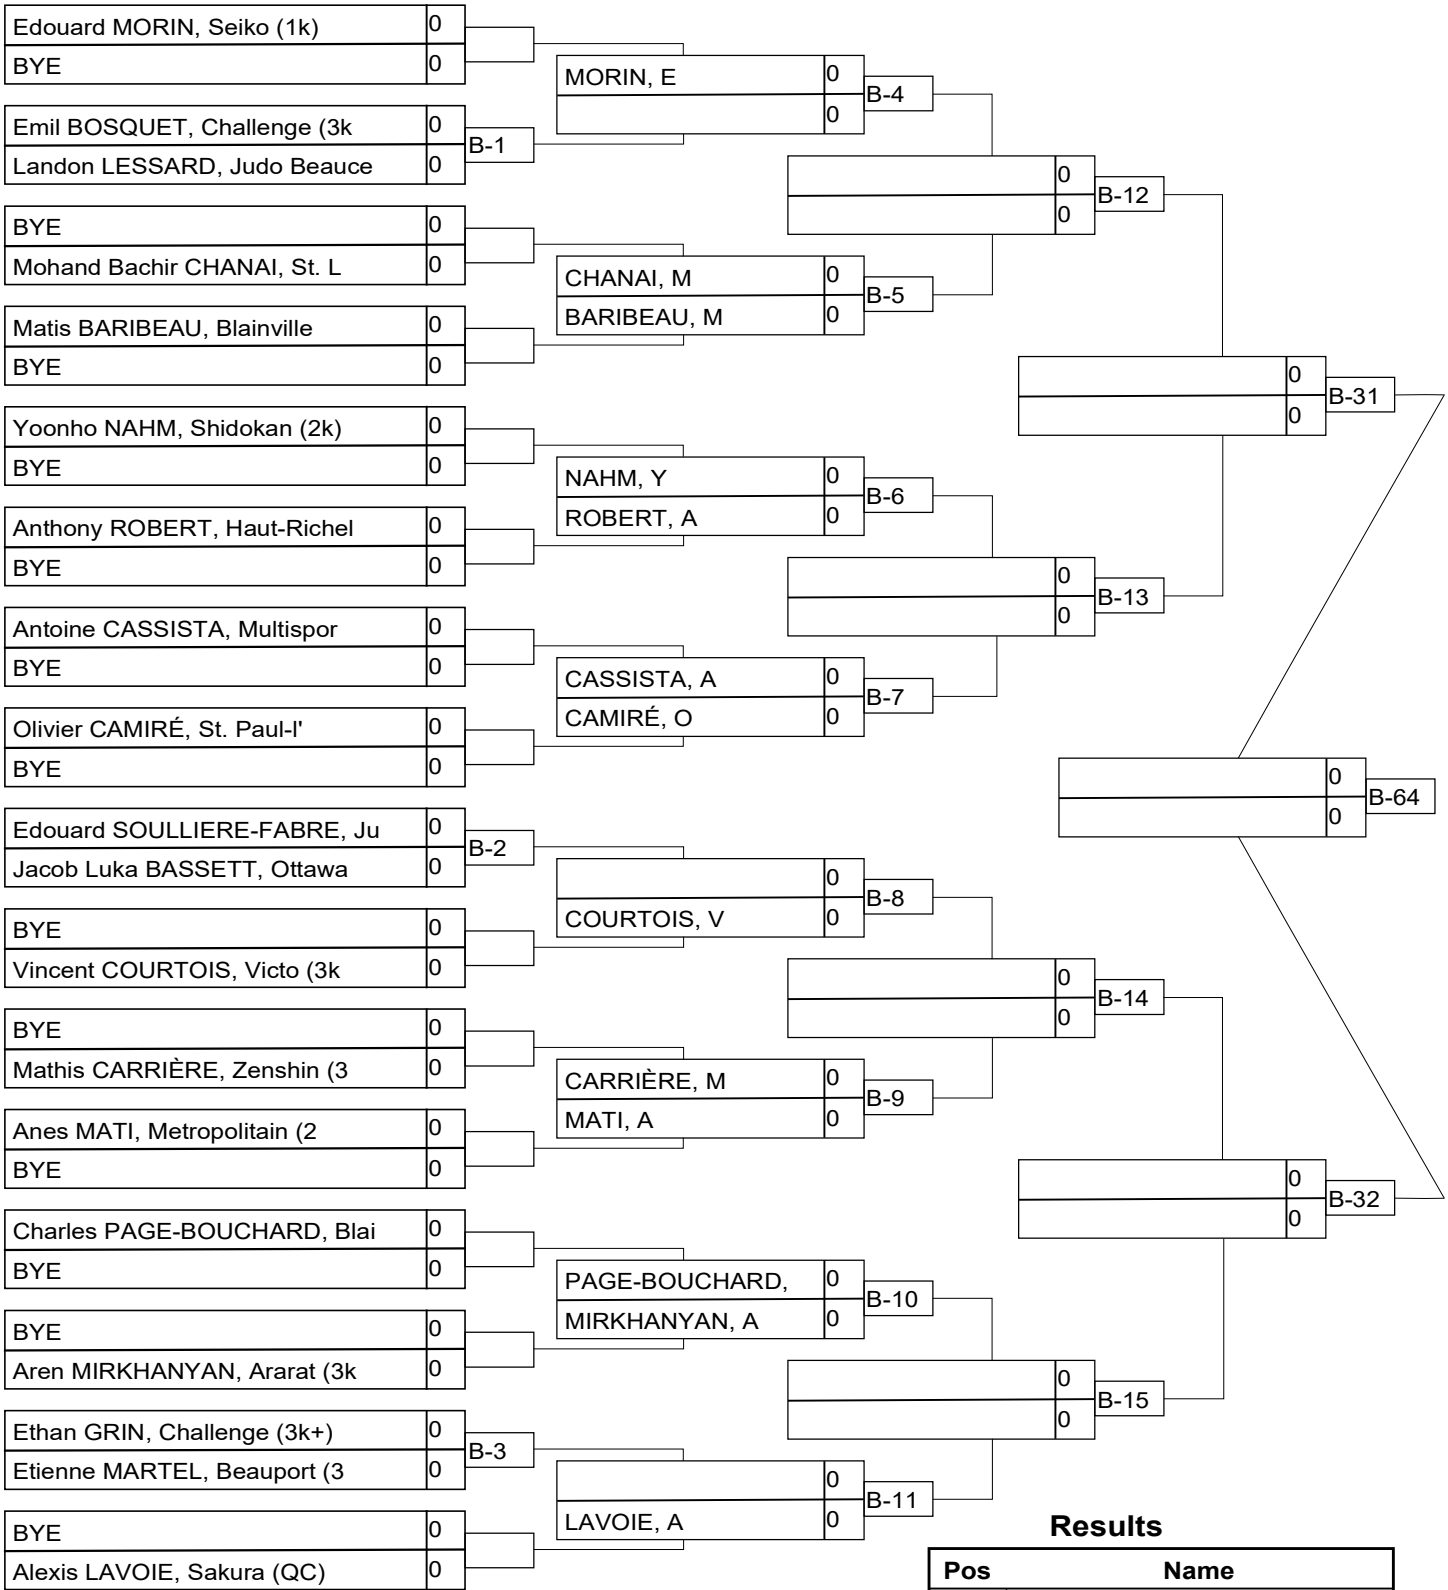 Edouard MORIN, Seiko (1k) 0
BYE 0
Emil BOSQUET, Challenge (3k 0
Landon LESSARD, Judo Beauce 0
B-1
BYE 0
Mohand Bachir CHANAI, St. L 0
Matis BARIBEAU, Blainville 0
BYE 0
Yoonho NAHM, Shidokan (2k) 0
BYE 0
Anthony ROBERT, Haut-Richel 0
BYE 0
Antoine CASSISTA, Multispor 0
BYE 0
Olivier CAMIRÉ, St. Paul-l' 0
BYE 0
Edouard SOULLIERE-FABRE, Ju 0
Jacob Luka BASSETT, Ottawa 0
B-2
BYE 0
Vincent COURTOIS, Victo (3k 0
BYE 0
Mathis CARRIÈRE, Zenshin (3 0
Anes MATI, Metropolitain (2 0
BYE 0
Charles PAGE-BOUCHARD, Blai 0
BYE 0
BYE 0
Aren MIRKHANYAN, Ararat (3k 0
Ethan GRIN, Challenge (3k+) 0
Etienne MARTEL, Beauport (3 0
B-3
BYE 0
Alexis LAVOIE, Sakura (QC) 0
MORIN, E 0
0
B-4
CHANAI, M 0
BARIBEAU, M 0
B-5
NAHM, Y 0
ROBERT, A 0
B-6
CASSISTA, A 0
CAMIRÉ, O 0
B-7
0
COURTOIS, V 0
B-8
CARRIÈRE, M 0
MATI, A 0
B-9
PAGE-BOUCHARD, 0
MIRKHANYAN, A 0
B-10
0
LAVOIE, A 0
B-11
0
0
B-12
0
0
B-13
0
0
B-14
0
0
B-15
0
0
B-31
0
0
B-32
0
0
B-64
Results
Pos Name